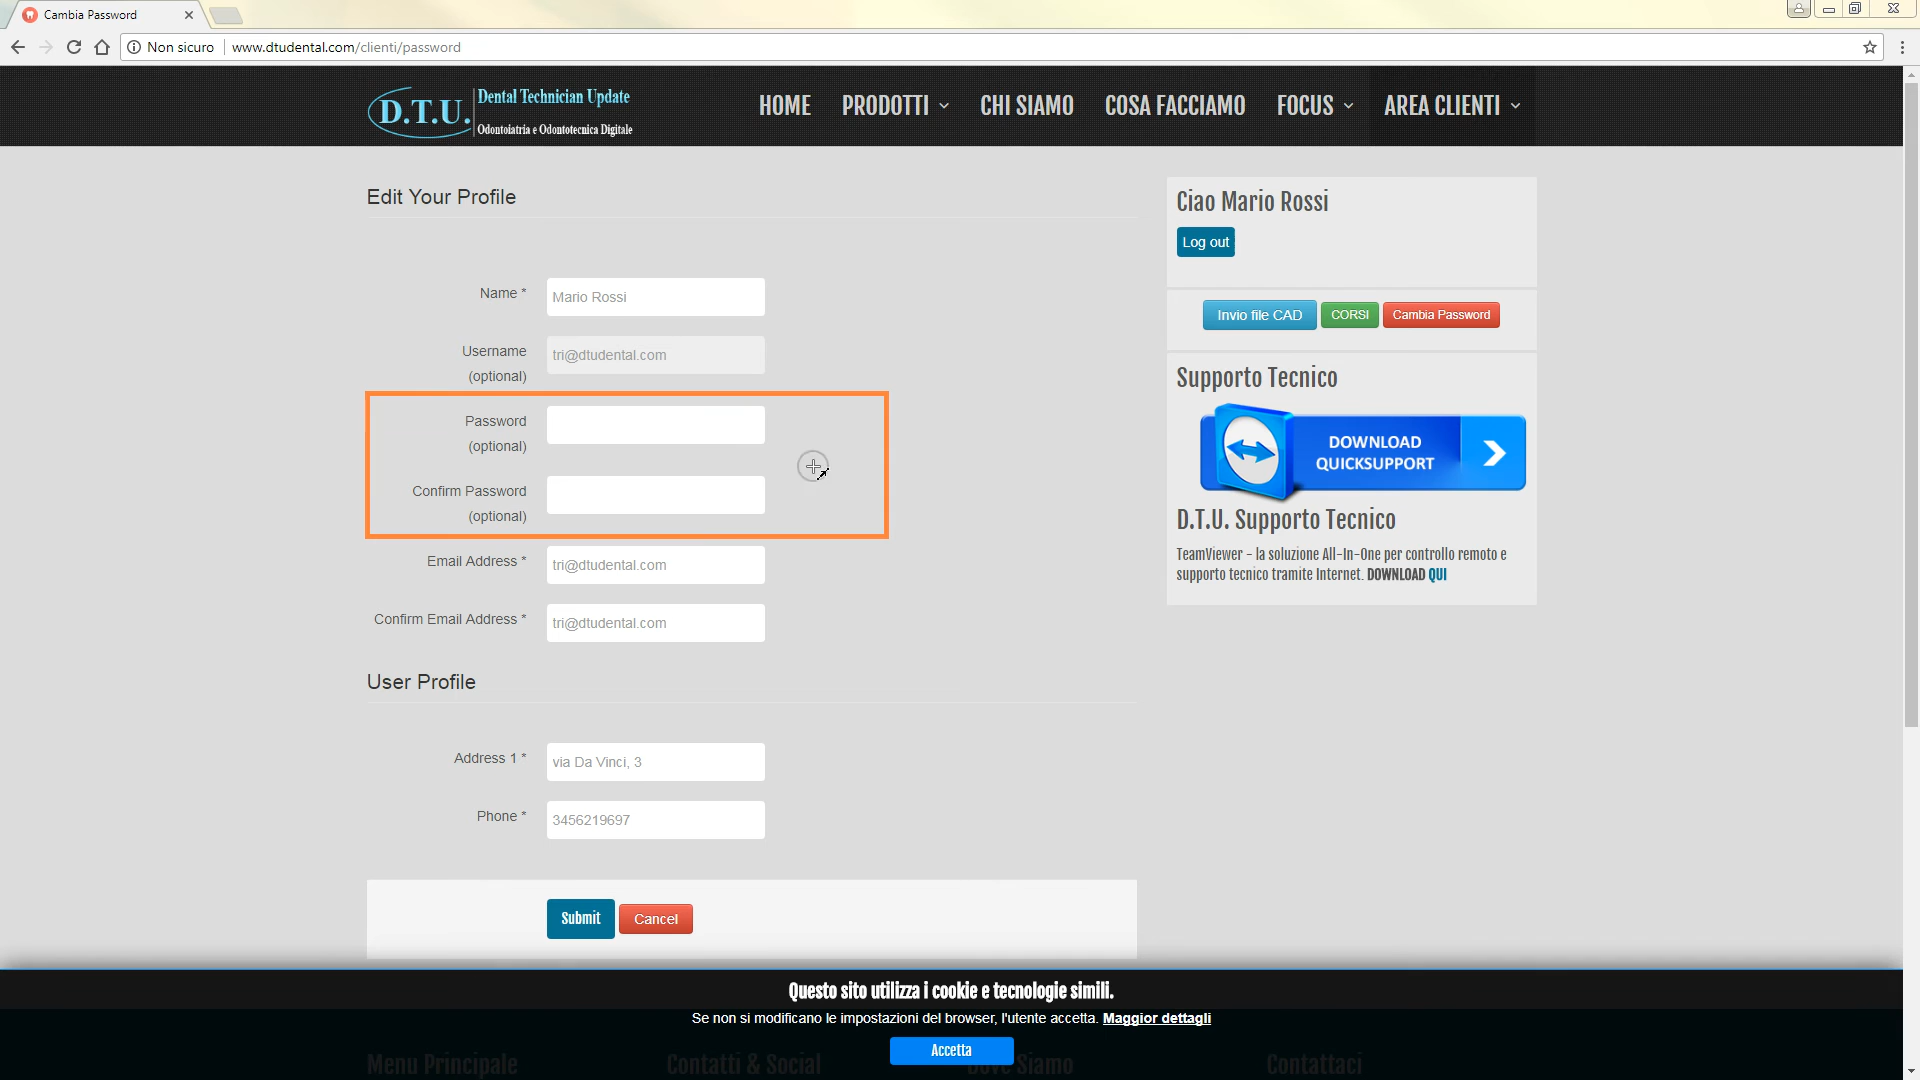 Cambia Password
Non sicuro
www.dtudental.com/clienti/password
D.T.U.
Dental Technician Update
Odontoiatria e Odontotecnica Digitale
HOME
PRODOTTI
CHI SIAMO
COSA FACCIAMO
FOCUS
AREA CLIENTI
Edit Your Profile
Name *
Mario Rossi
Username
(optional)
tri@dtudental.com
Password
(optional)
Confirm Password
(optional)
Email Address *
tri@dtudental.com
Confirm Email Address *
tri@dtudental.com
User Profile
Address 1 *
via Da Vinci, 3
Phone *
3456219697
Submit
Cancel
Ciao Mario Rossi
Log out
Invio file CAD
CORSI
Cambia Password
Supporto Tecnico
DOWNLOAD
QUICKSUPPORT
D.T.U. Supporto Tecnico
TeamViewer - la soluzione All-In-One per controllo remoto e
supporto tecnico tramite Internet. DOWNLOAD QUI
Questo sito utilizza i cookie e tecnologie simili.
Se non si modificano le impostazioni del browser, l'utente accetta. Maggior dettagli
Accetta
Menu Principale
Contatti & Social
Dove Siamo
Contattaci